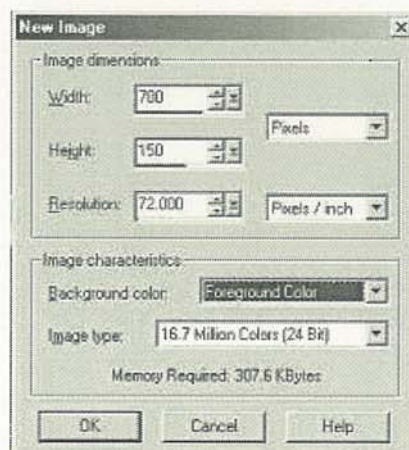 New Image
Image dimensions
Width: 700
Pixels
Height: 150
Resolution: 72.000 Pixels / inch
Image characteristics
Background color: Foreground Color
Image type: 16.7 Million Colors (24 Bit)
Memory Required: 307.6 KBytes
OK Cancel Help